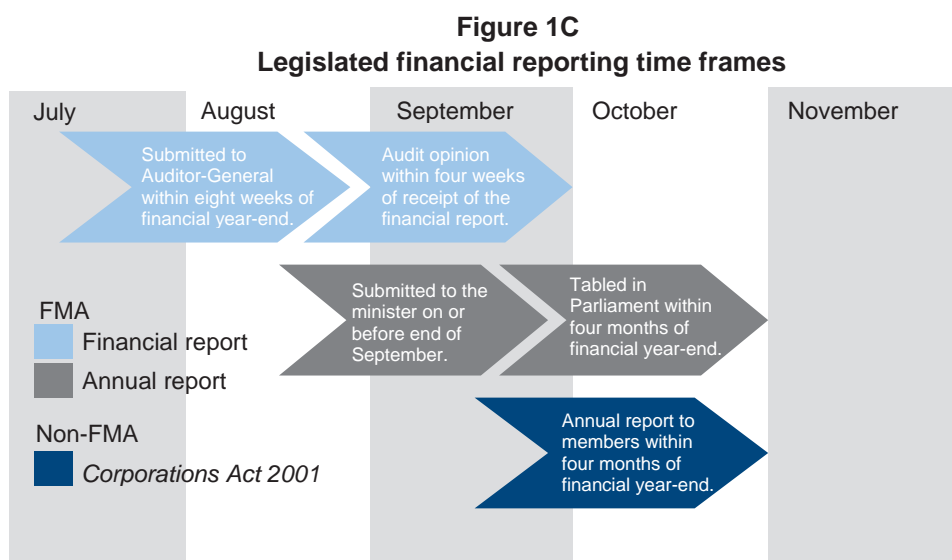 Figure 1C
Legislated financial reporting time frames
July
August
September
October
November
Submitted to
Auditor-General
within eight weeks of
financial year-end.
Audit opinion
within four weeks
of receipt of the
financial report.
Submitted to the
minister on or
before end of
September.
Tabled in
Parliament within
four months of
financial year-end.
FMA
Financial report
Annual report
Non-FMA
Corporations Act 2001
Annual report to
members within
four months of
financial year-end.